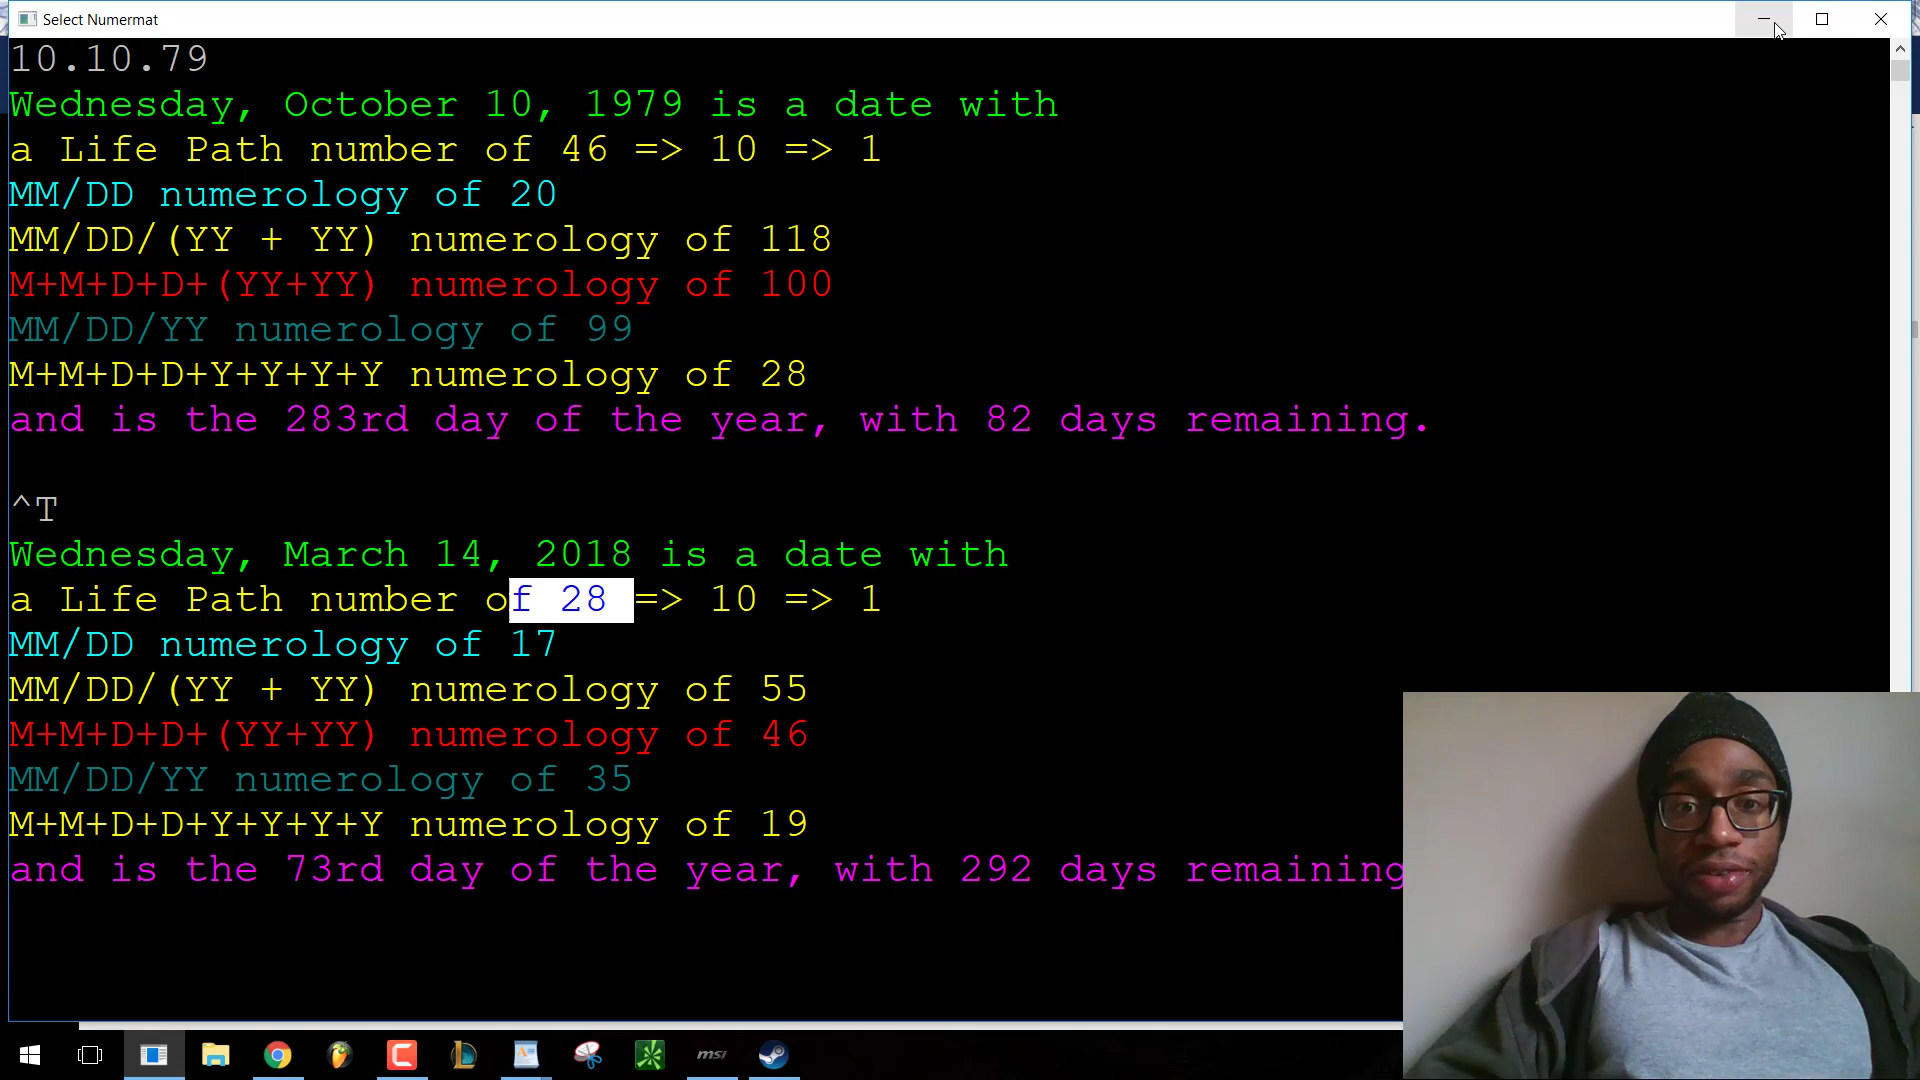 Select Numermat
10.10.79
Wednesday, October 10, 1979 is a date with
a Life Path number of 46 => 10 => 1
MM/DD numerology of 20
MM/DD/(YY + YY) numerology of 118
M+M+D+D+(YY+YY) numerology of 100
MM/DD/YY numerology of 99
M+M+D+D+Y+Y+Y+Y numerology of 28
and is the 283rd day of the year, with 82 days remaining.
^T
Wednesday, March 14, 2018 is a date with
a Life Path number of 28 => 10 => 1
MM/DD numerology of 17
MM/DD/(YY + YY) numerology of 55
M+M+D+D+(YY+YY) numerology of 46
MM/DD/YY numerology of 35
M+M+D+D+Y+Y+Y+Y numerology of 19
and is the 73rd day of the year, with 292 days remaining
msi